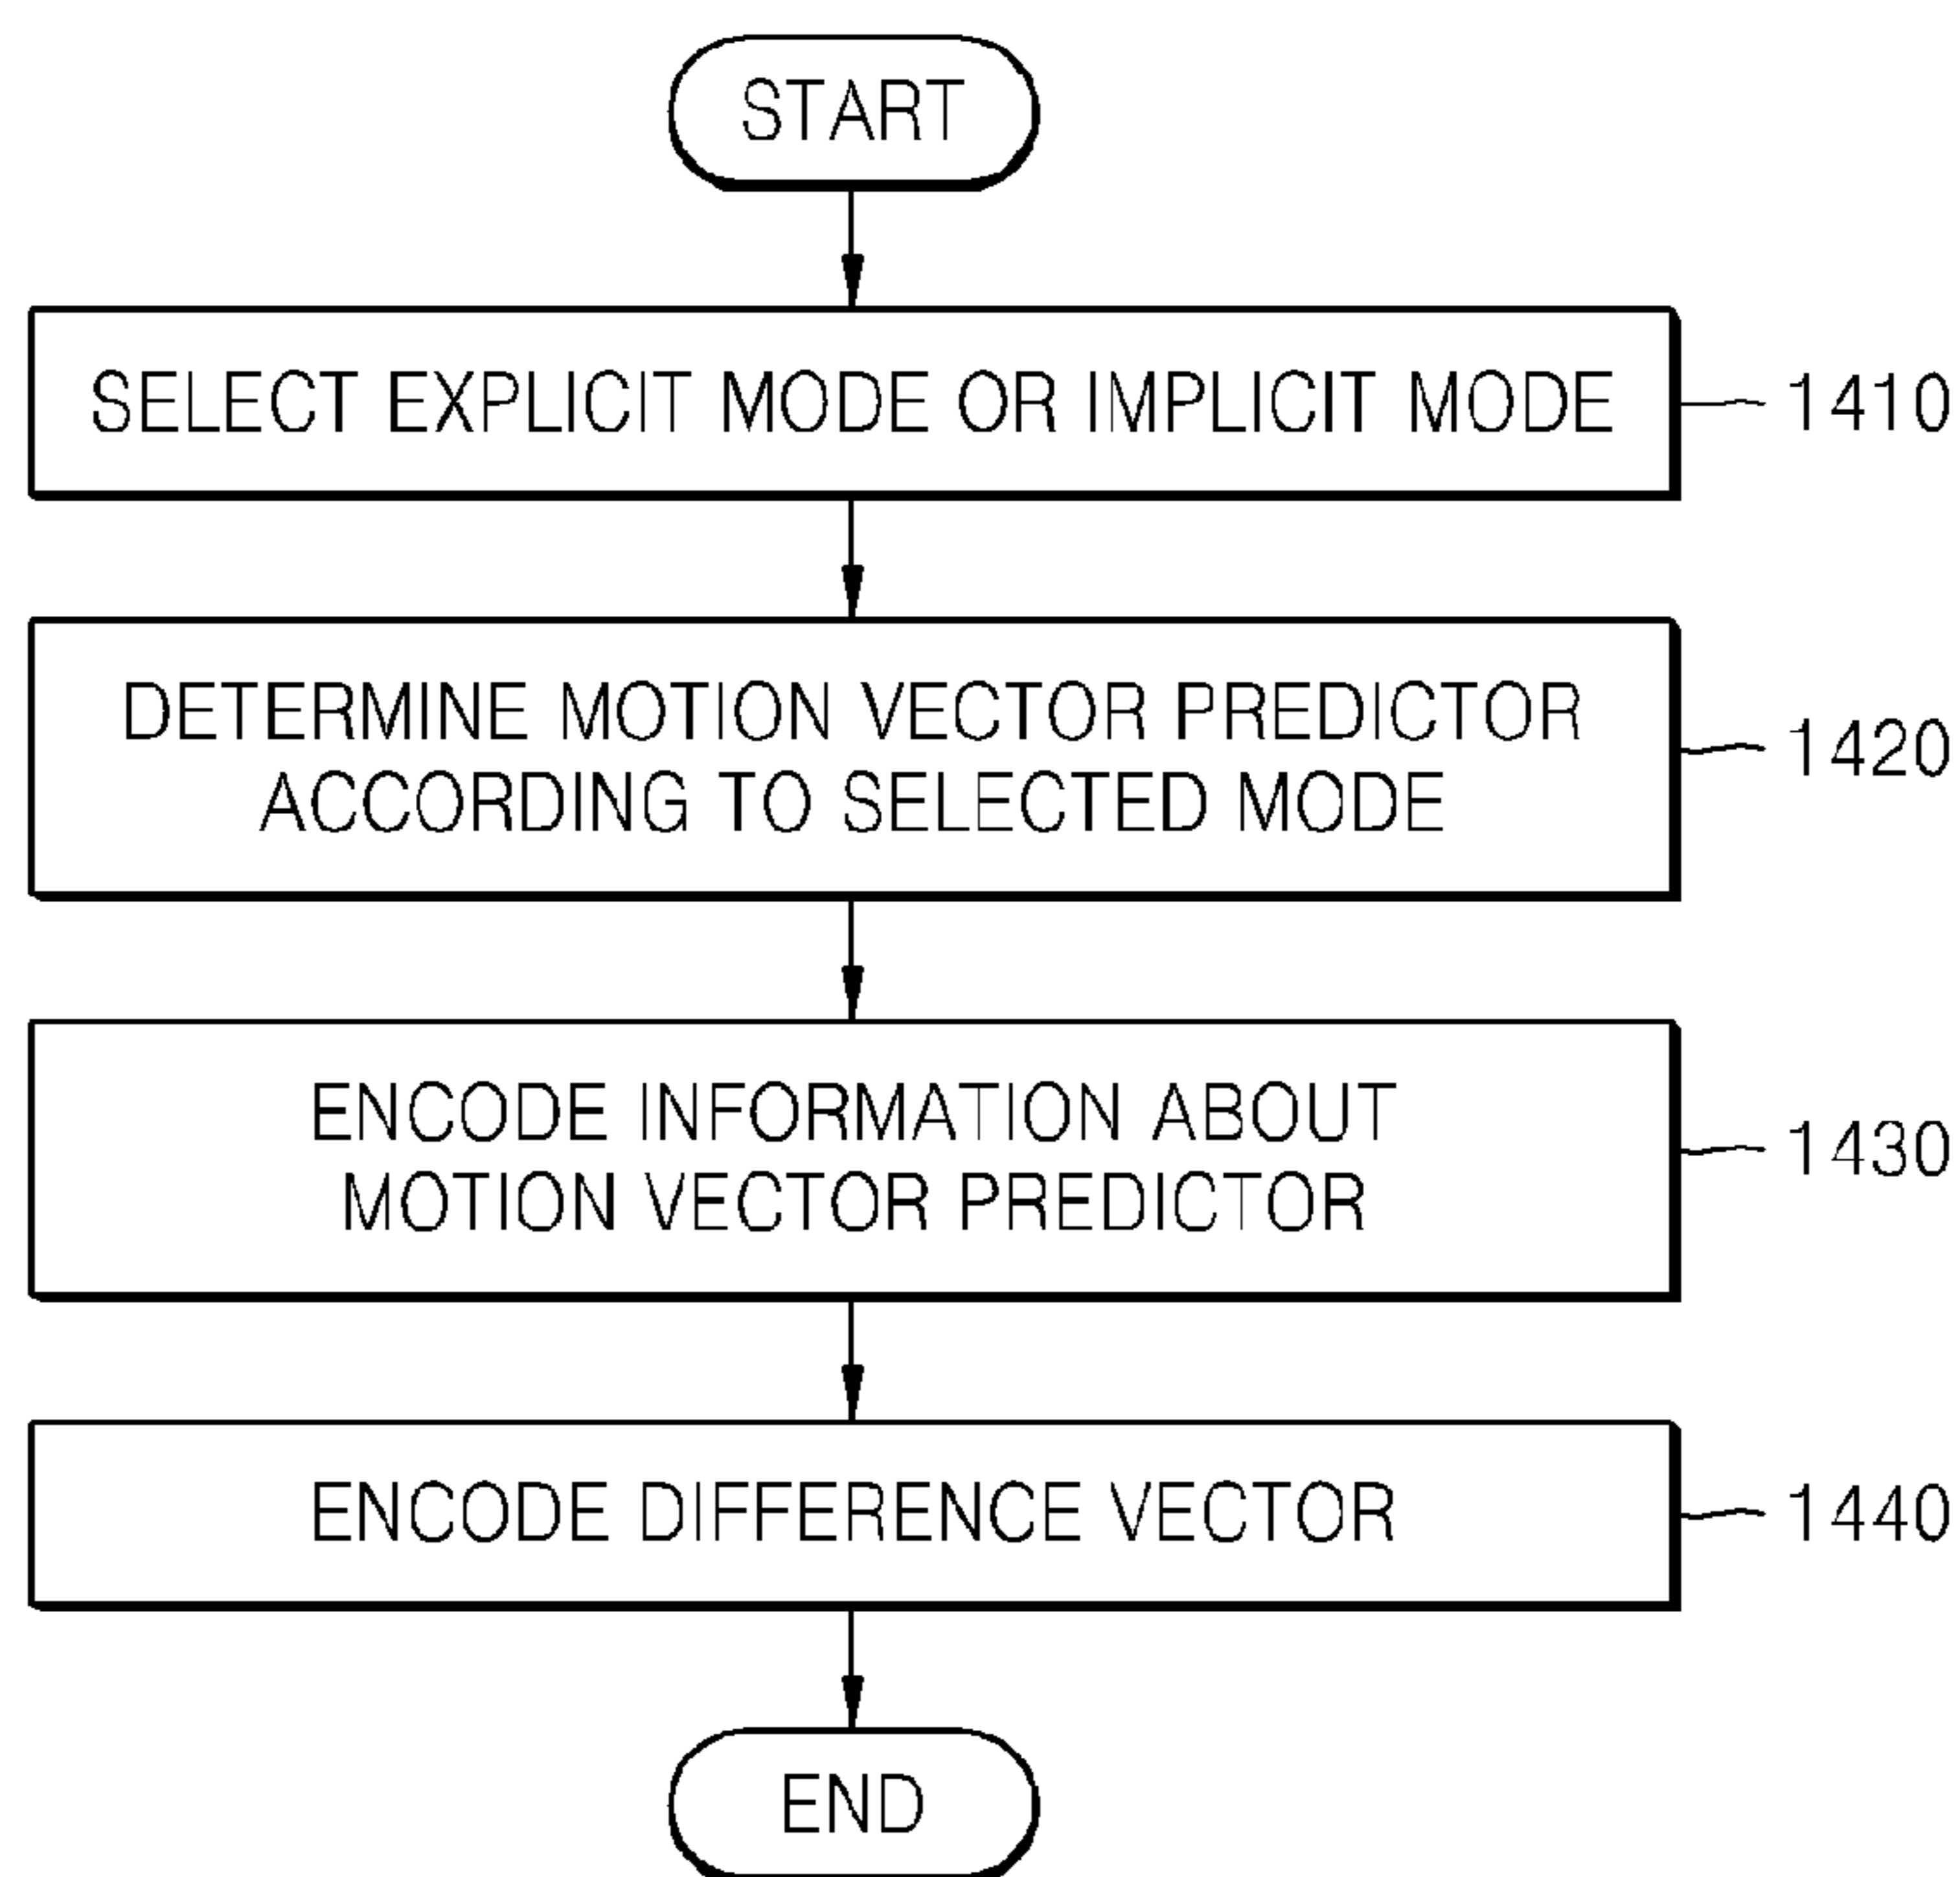 START
SELECT EXPLICIT MODE OR IMPLICIT MODE
1410
DETERMINE MOTION VECTOR PREDICTOR
ACCORDING TO SELECTED MODE
1420
ENCODE INFORMATION ABOUT
MOTION VECTOR PREDICTOR
1430
ENCODE DIFFERENCE VECTOR
1440
END